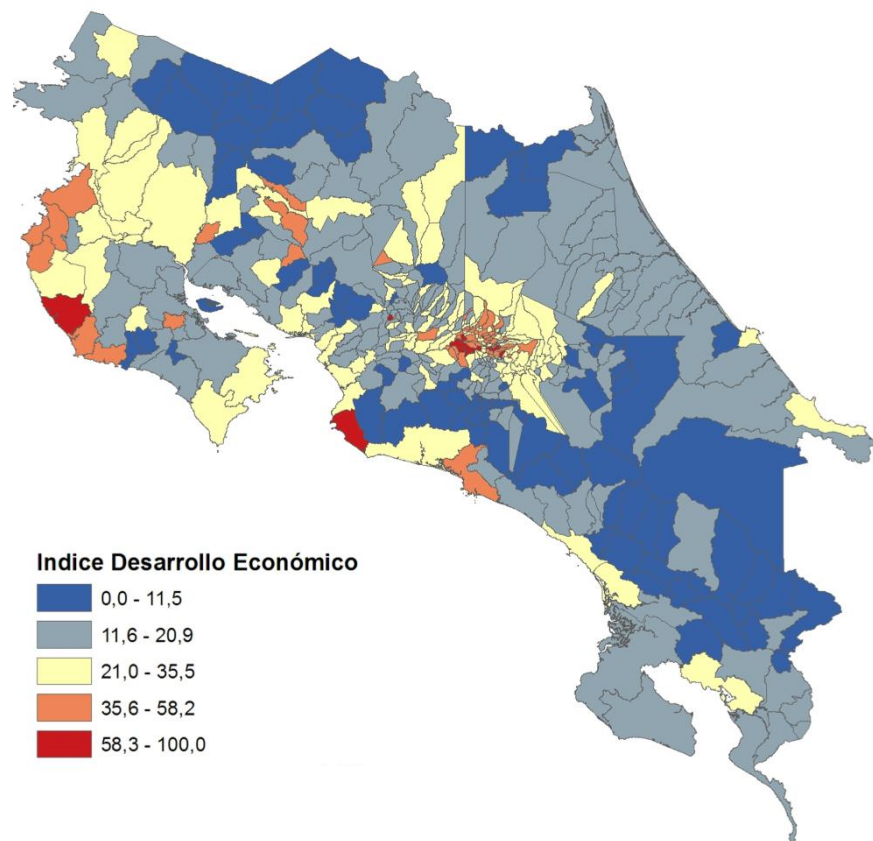 Indice Desarrollo Económico
0,0 - 11,5
11,6 - 20,9
21,0 - 35,5
35,6 - 58,2
58,3 - 100,0